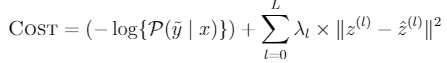 COST = (− log{𝒫(ỹ | x)}) + ∑_{l=0}^{L} λ_l × ‖z^{(l)} − ẑ^{(l)}‖²